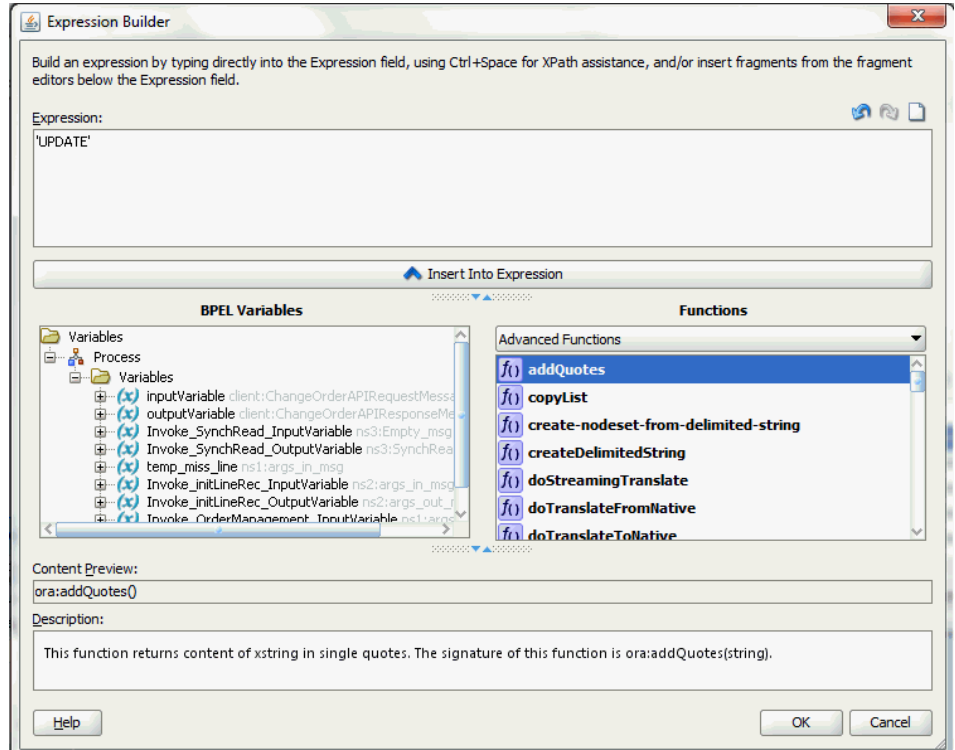 Expression Builder
Build an expression by typing directly into the Expression field, using Ctrl+Space for XPath assistance, and/or insert fragments from the fragment
editors below the Expression field.
Expression:
'UPDATE'
Insert Into Expression
BPEL Variables
Variables
Process
Variables
inputVariable client:ChangeOrderAPIRequestMessa
outputVariable client:ChangeOrderAPIResponseMe
Invoke_SynchRead_InputVariable ns3:Empty_msg
Invoke_SynchRead_OutputVariable ns3:SynchRea
temp_miss_line ns1:args_in_msg
Invoke_initLineRec_InputVariable ns2:args_in_msg
Invoke_initLineRec_OutputVariable ns2:args_out_r
Invoke_OrderManagement_InputVariable ns1:args
Functions
Advanced Functions
f() addQuotes
f() copyList
f() create-nodeset-from-delimited-string
f() createDelimitedString
f() doStreamingTranslate
f() doTranslateFromNative
f() doTranslateToNative
Content Preview:
ora:addQuotes()
Description:
This function returns content of xstring in single quotes. The signature of this function is ora:addQuotes(string).
Help
OK
Cancel